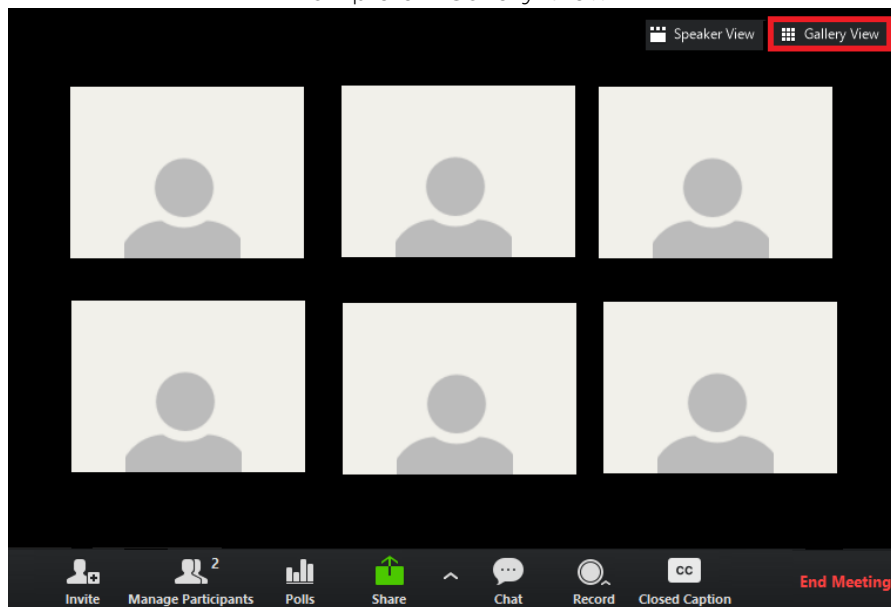 Speaker View Gallery View
2
Invite Manage Participants Polls Share Chat Record CC Closed Caption End Meeting